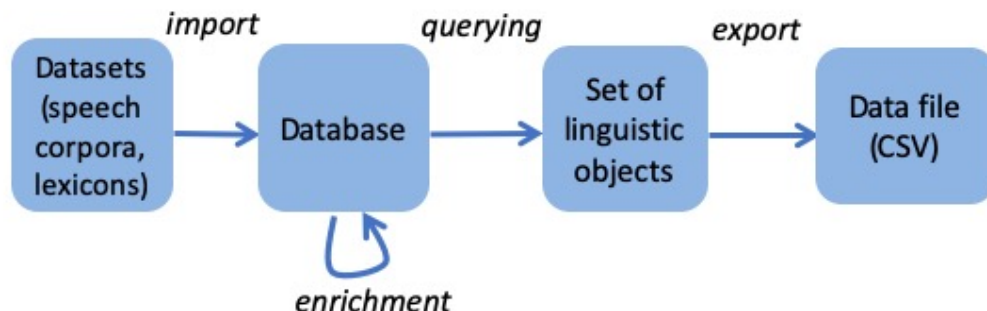 import
querying
export
Datasets
(speech
corpora,
lexicons)
Database
Set of
linguistic
objects
Data file
(CSV)
enrichment